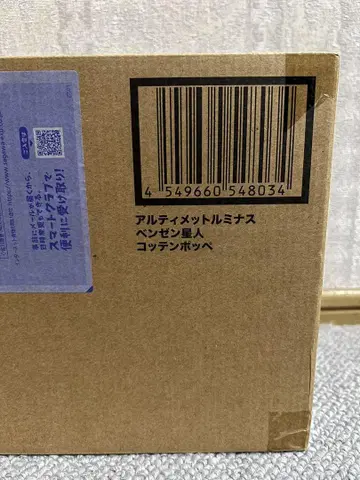 4 549660 548034
アルティメットルミナス
ベンゼン星人
コッテンポッペ
スマートクラブで
便利に受け取り!